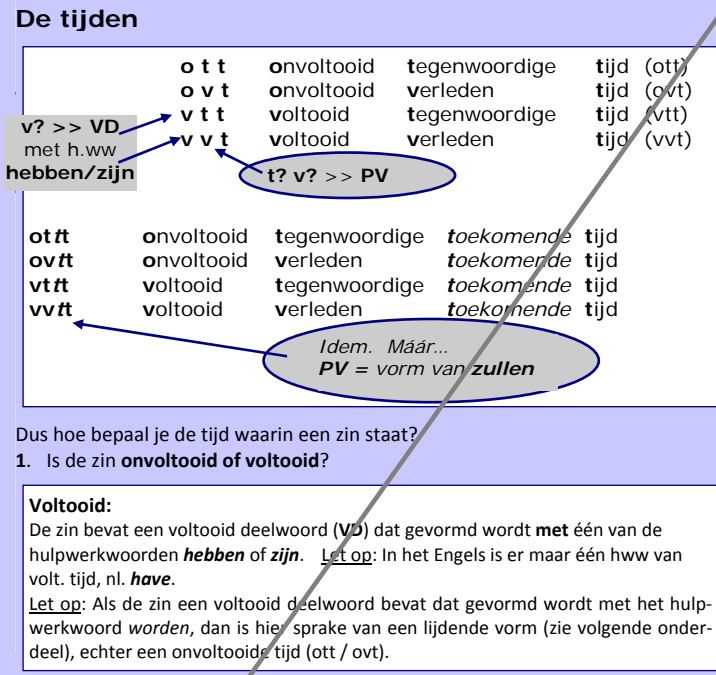 De tijden
o t t onvoltooid tegenwoordige tijd (ott)
o v t onvoltooid verleden tijd (ovt)
v t t voltooid tegenwoordige tijd (vtt)
v v t voltooid verleden tijd (vvt)
v? >> VD
met h.ww
hebben/zijn
t? v? >> PV
ottt onvoltooid tegenwoordige toekomende tijd
ovtt onvoltooid verleden toekomende tijd
vttt voltooid tegenwoordige toekomende tijd
vvtt voltooid verleden toekomende tijd
Idem. Máár...
PV = vorm van zullen
Dus hoe bepaal je de tijd waarin een zin staat?
1. Is de zin onvoltooid of voltooid?
Voltooid:
De zin bevat een voltooid deelwoord (VD) dat gevormd wordt met één van de
hulpwerkwoorden hebben of zijn. Let op: In het Engels is er maar één hww van
volt. tijd, nl. have.
Let op: Als de zin een voltooid deelwoord bevat dat gevormd wordt met het hulp-
werkwoord worden, dan is hier sprake van een lijdende vorm (zie volgende onder-
deel), echter een onvoltooide tijd (ott / ovt).